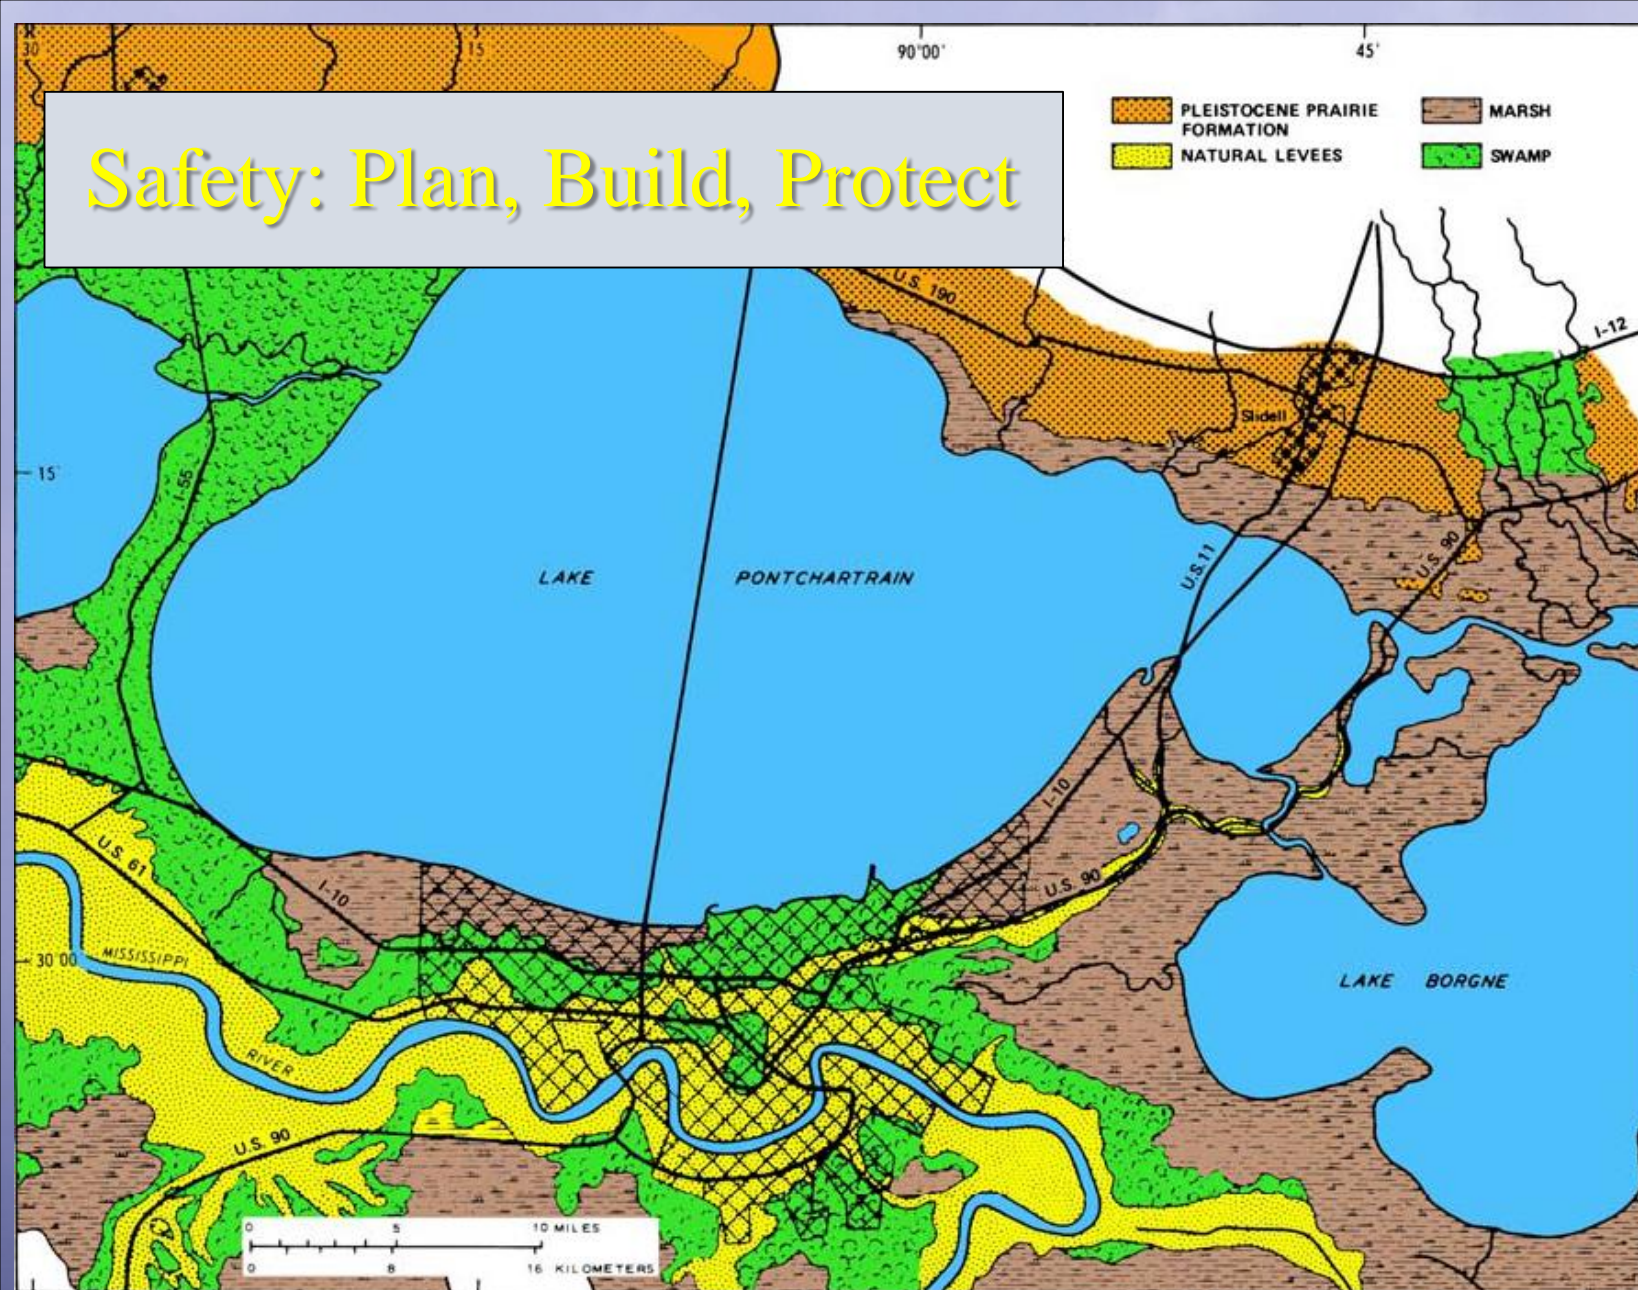 30'
15'
90°00'
45'
Safety: Plan, Build, Protect
PLEISTOCENE PRAIRIE
FORMATION
NATURAL LEVEES
MARSH
SWAMP
U.S. 190
I-12
Slidell
15'
I-55
U.S. 11
U.S. 90
LAKE PONTCHARTRAIN
I-10
U.S. 61
I-10
U.S. 90
30°00'
MISSISSIPPI
RIVER
LAKE BORGNE
U.S. 90
0 5 10 MILES
0 8 16 KILOMETERS